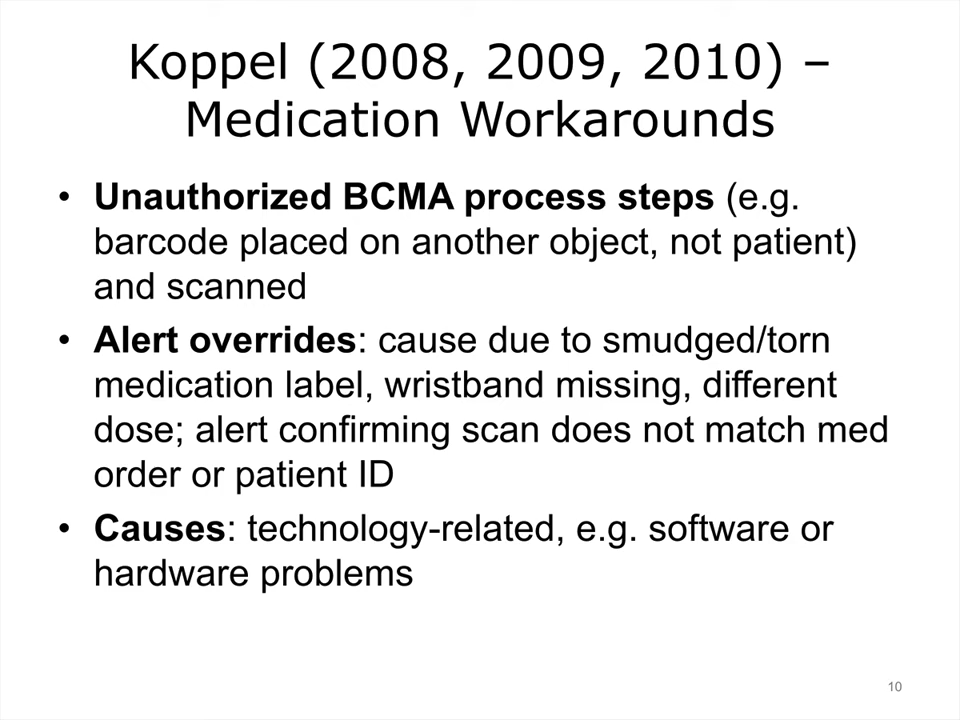 Koppel (2008, 2009, 2010) –
Medication Workarounds
• Unauthorized BCMA process steps (e.g.
barcode placed on another object, not patient)
and scanned
• Alert overrides: cause due to smudged/torn
medication label, wristband missing, different
dose; alert confirming scan does not match med
order or patient ID
• Causes: technology-related, e.g. software or
hardware problems
10